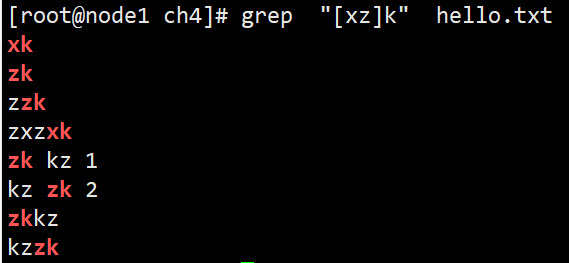 [root@node1 ch4]# grep  "[xz]k"  hello.txt
xk
zk
zzk
zxzxk
zk kz 1
kz zk 2
zkkz
kzzk